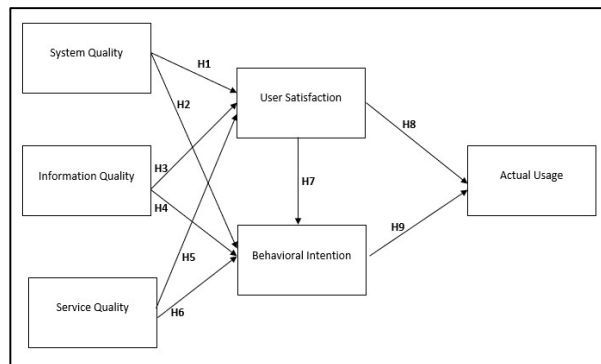 System Quality
H1
User Satisfaction
H2
H8
Information Quality
H3
H4
H7
Actual Usage
H5
H9
Behavioral Intention
Service Quality
H6